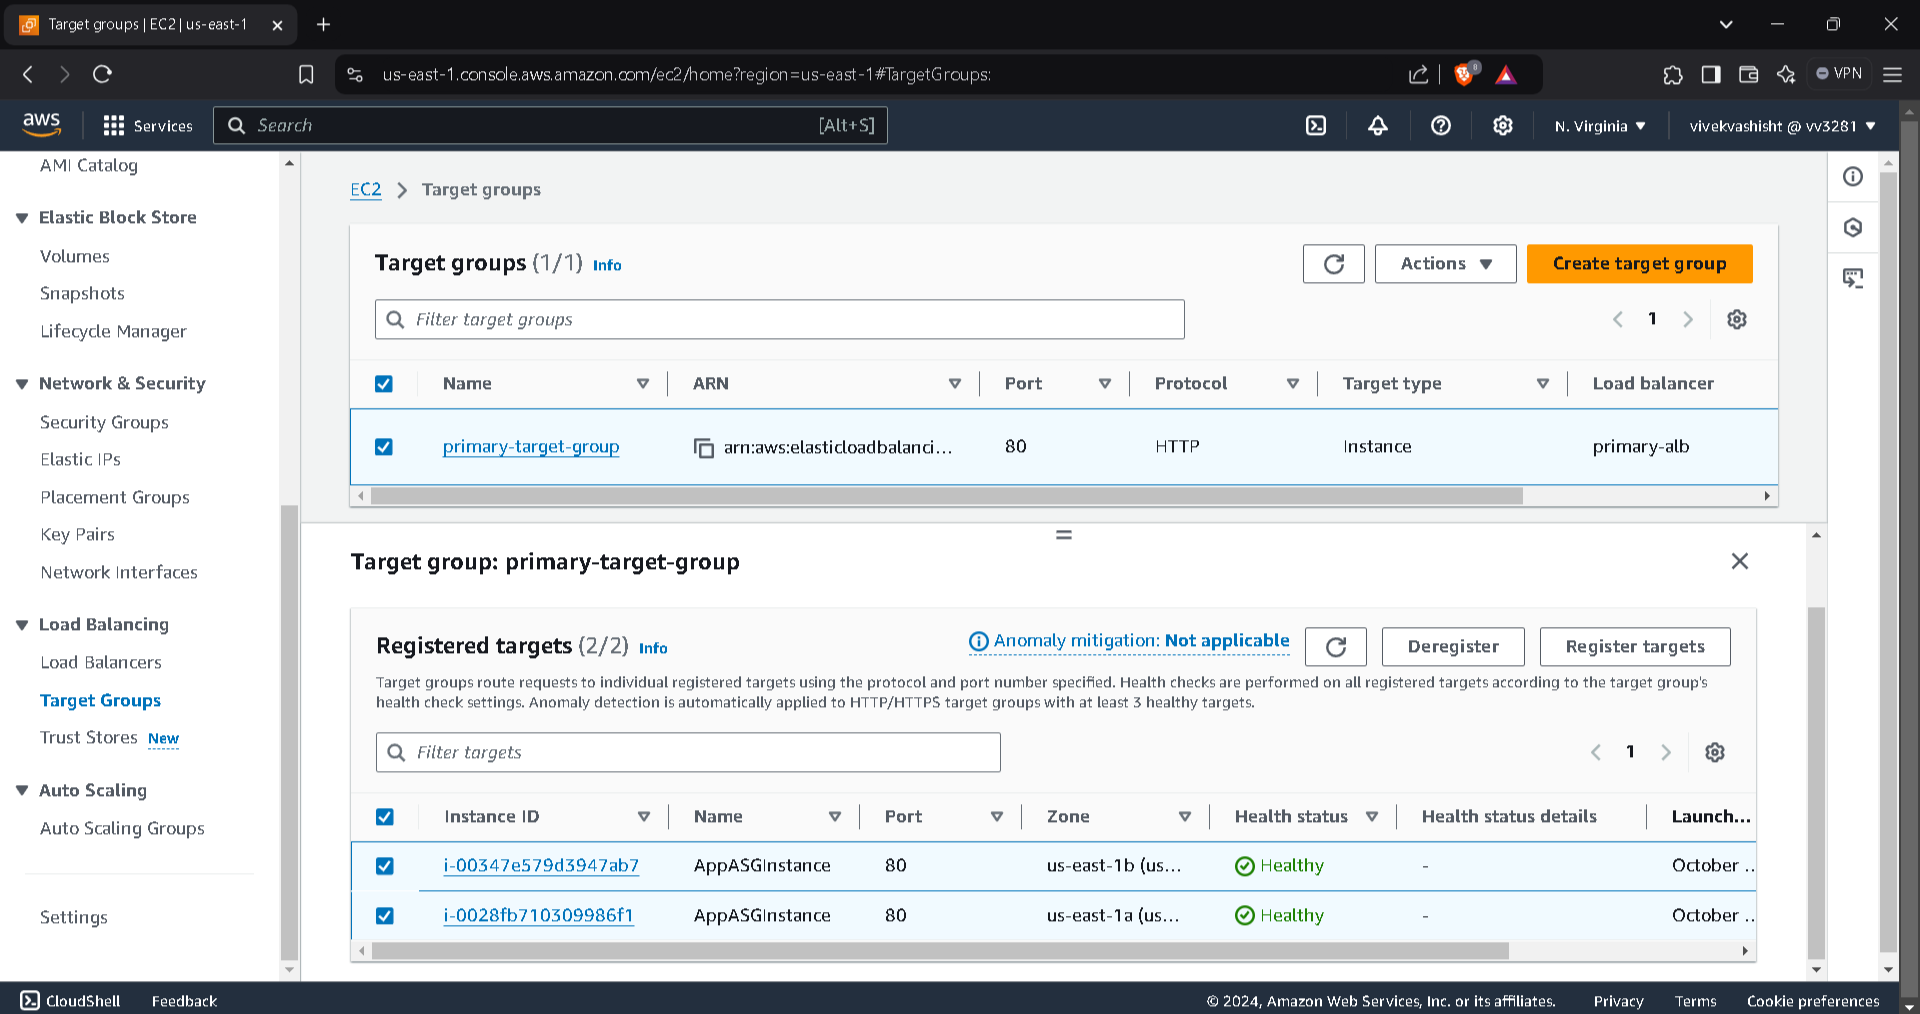 Target groups | EC2 | us-east-1
us-east-1.console.aws.amazon.com/ec2/home?region=us-east-1#TargetGroups:
8
VPN
aws
Services
Search
[Alt+S]
N. Virginia
vivekvashisht @ vv3281
AMI Catalog
Elastic Block Store
Volumes
Snapshots
Lifecycle Manager
Network & Security
Security Groups
Elastic IPs
Placement Groups
Key Pairs
Network Interfaces
Load Balancing
Load Balancers
Target Groups
Trust Stores New
Auto Scaling
Auto Scaling Groups
Settings
EC2 > Target groups
Target groups (1/1) Info
Actions
Create target group
Filter target groups
1
Name ARN Port Protocol Target type Load balancer
primary-target-group arn:aws:elasticloadbalanci... 80 HTTP Instance primary-alb
Target group: primary-target-group
Registered targets (2/2) Info
Anomaly mitigation: Not applicable
Deregister
Register targets
Target groups route requests to individual registered targets using the protocol and port number specified. Health checks are performed on all registered targets according to the target group's
health check settings. Anomaly detection is automatically applied to HTTP/HTTPS target groups with at least 3 healthy targets.
Filter targets
1
Instance ID Name Port Zone Health status Health status details Launch...
i-00347e579d3947ab7 AppASGInstance 80 us-east-1b (us... Healthy - October ..
i-0028fb710309986f1 AppASGInstance 80 us-east-1a (us... Healthy - October ..
CloudShell Feedback
© 2024, Amazon Web Services, Inc. or its affiliates. Privacy Terms Cookie preferences